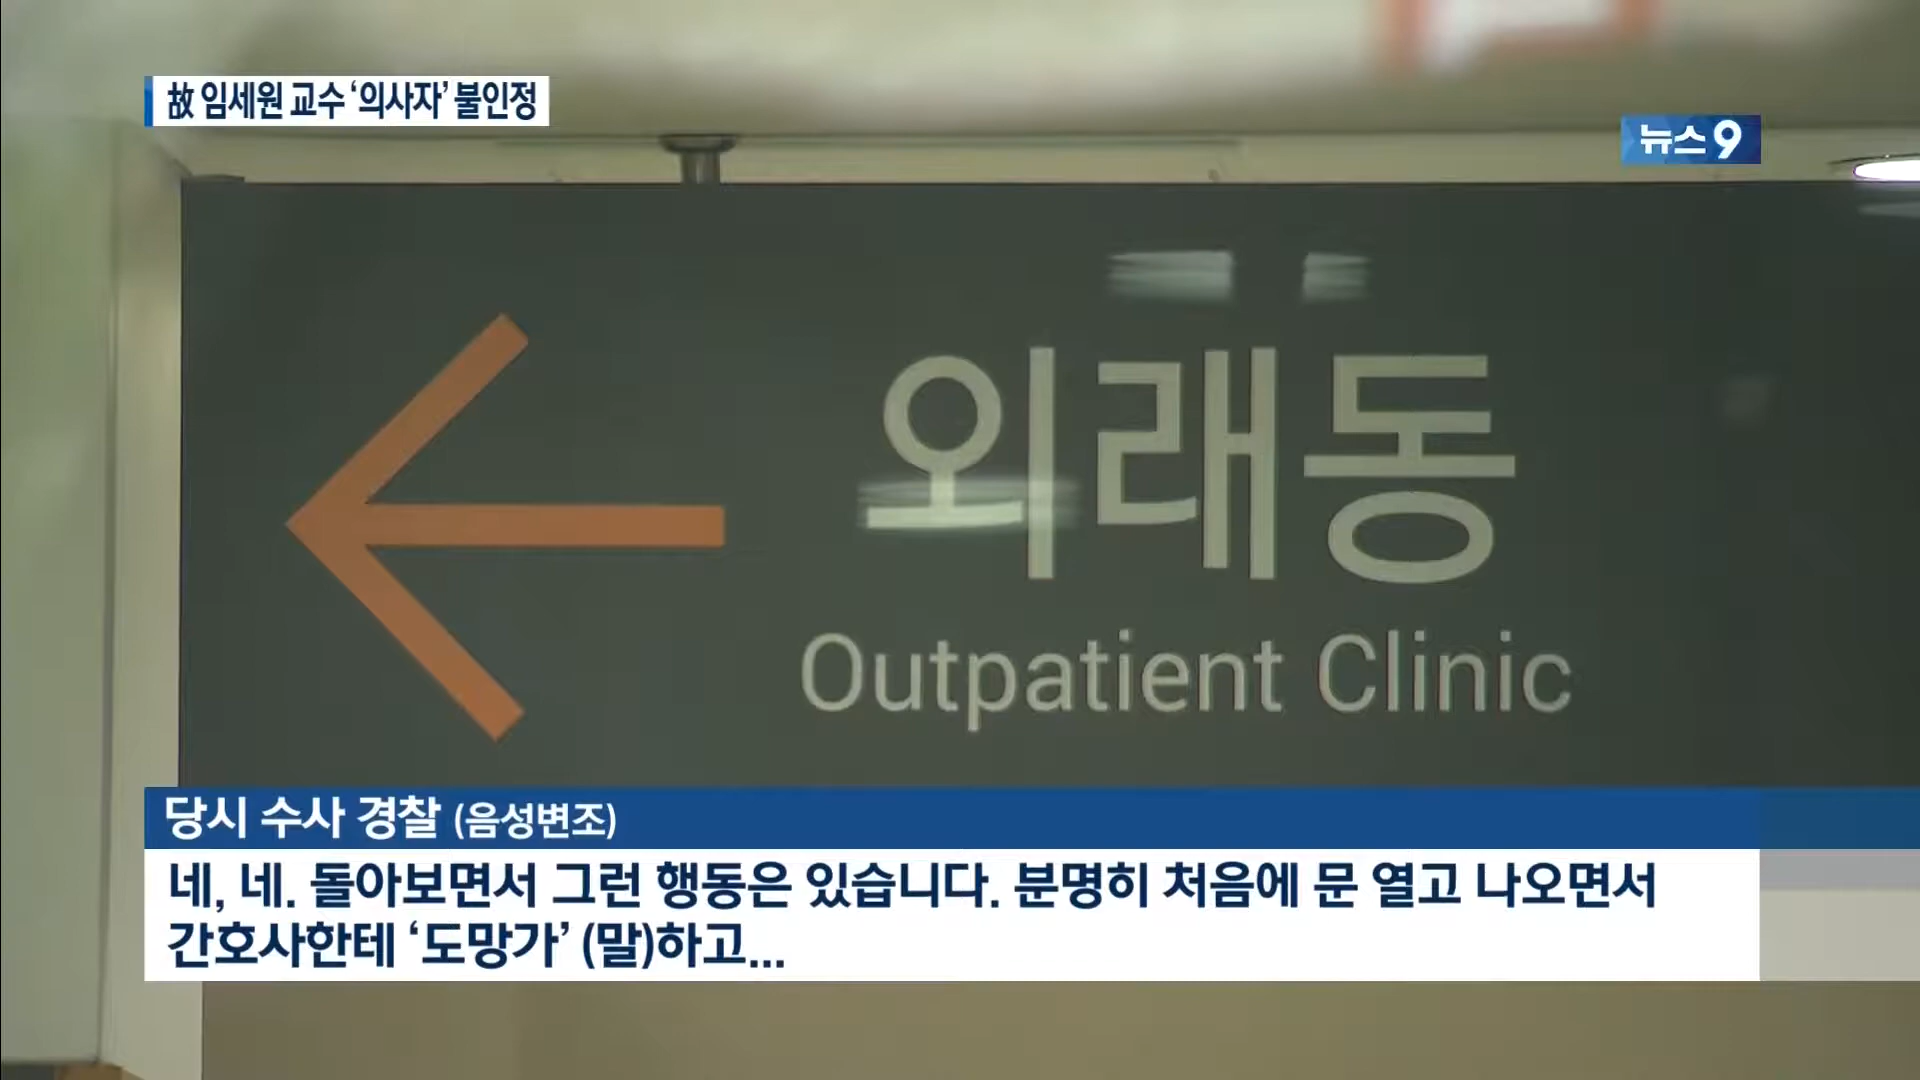 故 임세원 교수 ‘의사자’ 불인정
뉴스 9
외래동
Outpatient Clinic
당시 수사 경찰 (음성변조)
네, 네. 돌아보면서 그런 행동은 있습니다. 분명히 처음에 문 열고 나오면서
간호사한테 ‘도망가’ (말)하고...